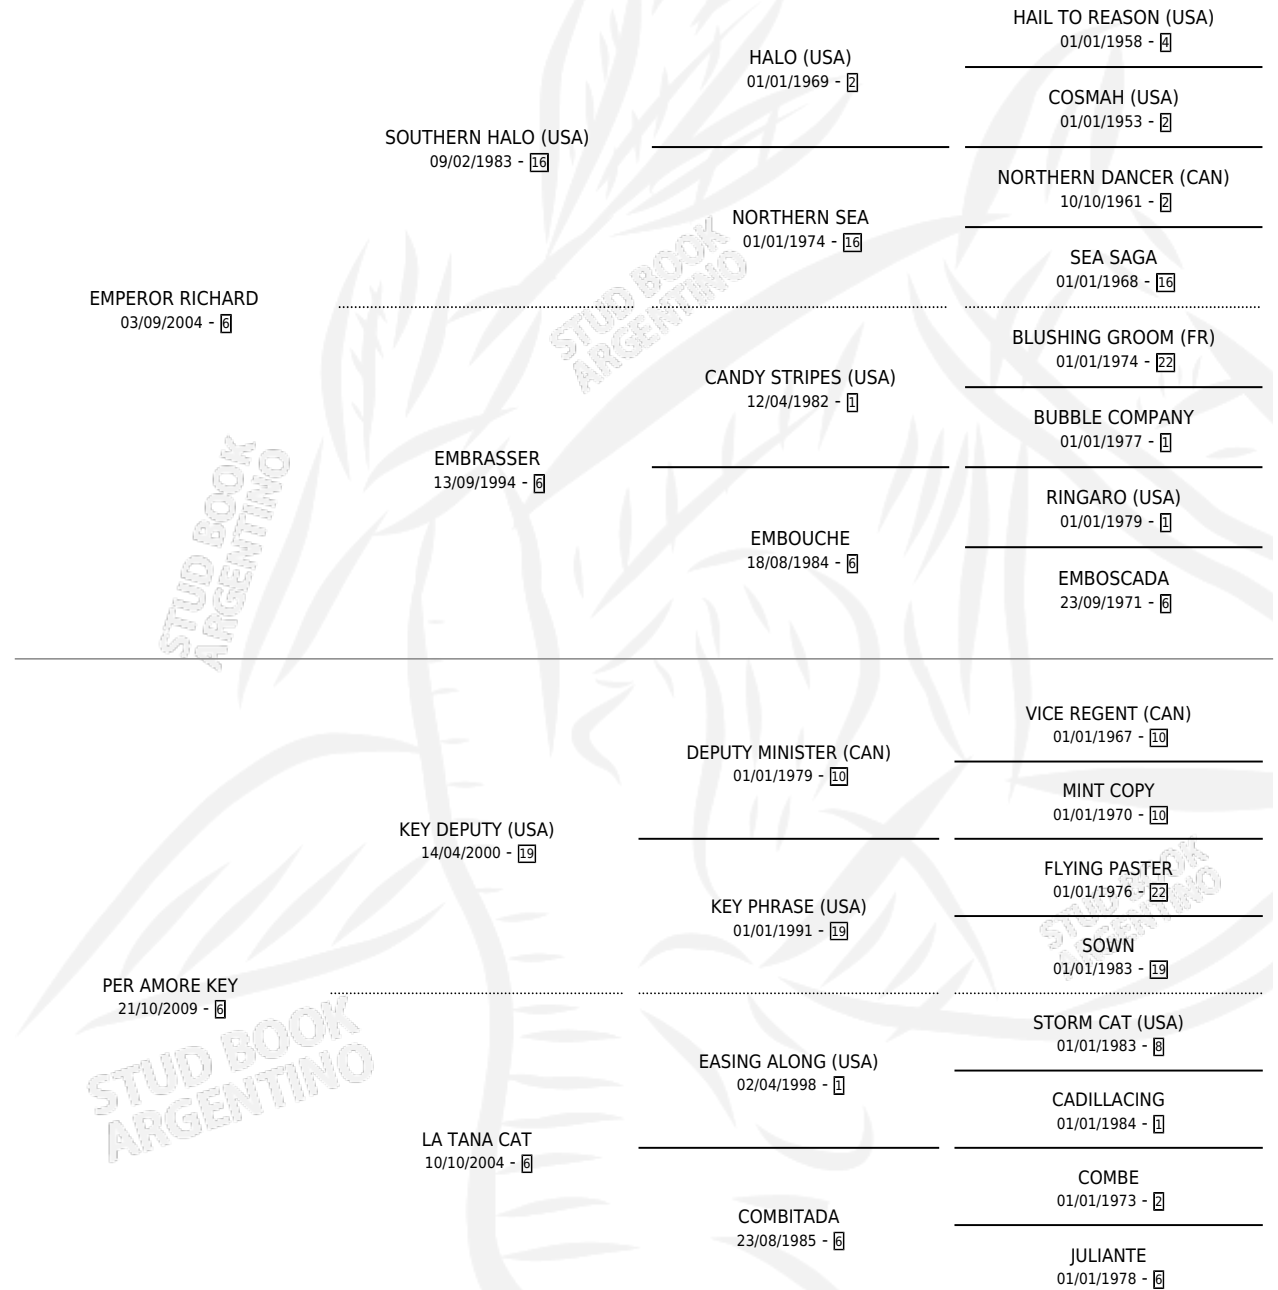 HAIL TO REASON (USA)
01/01/1958 - 4
HALO (USA)
01/01/1969 - 2
COSMAH (USA)
01/01/1953 - 2
SOUTHERN HALO (USA)
09/02/1983 - 16
NORTHERN DANCER (CAN)
10/10/1961 - 2
NORTHERN SEA
01/01/1974 - 16
SEA SAGA
01/01/1968 - 16
EMPEROR RICHARD
03/09/2004 - 6
STUD BOOK
ARGENTINO
BLUSHING GROOM (FR)
01/01/1974 - 22
CANDY STRIPES (USA)
12/04/1982 - 1
BUBBLE COMPANY
01/01/1977 - 1
EMBRASSER
13/09/1994 - 6
RINGARO (USA)
01/01/1979 - 1
EMBOUCHE
18/08/1984 - 6
EMBOSCADA
23/09/1971 - 6
STUD BOOK
ARGENTINO
VICE REGENT (CAN)
01/01/1967 - 10
DEPUTY MINISTER (CAN)
01/01/1979 - 10
MINT COPY
01/01/1970 - 10
KEY DEPUTY (USA)
14/04/2000 - 19
FLYING PASTER
01/01/1976 - 22
KEY PHRASE (USA)
01/01/1991 - 19
SOWN
01/01/1983 - 19
STUD BOOK
ARGENTINO
PER AMORE KEY
21/10/2009 - 6
STUD BOOK
ARGENTINO
STORM CAT (USA)
01/01/1983 - 8
EASING ALONG (USA)
02/04/1998 - 1
CADILLACING
01/01/1984 - 1
LA TANA CAT
10/10/2004 - 6
COMBE
01/01/1973 - 2
COMBITADA
23/08/1985 - 6
JULIANTE
01/01/1978 - 6